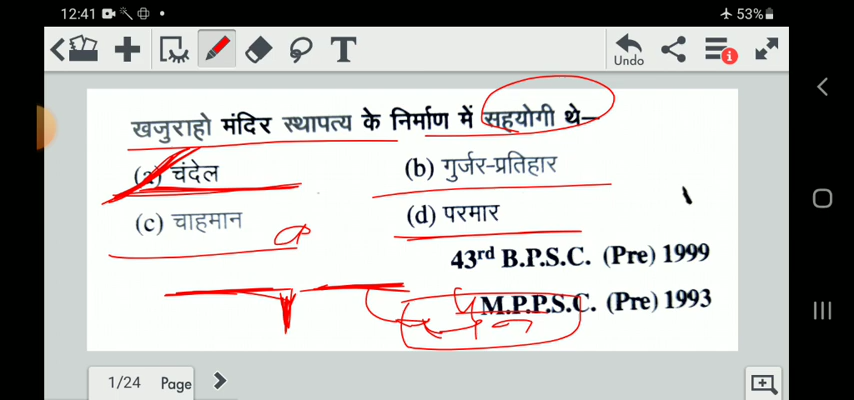 12:41
53%
T
Undo
खजुराहो मंदिर स्थापत्य के निर्माण में सहयोगी थे–
(a) चंदेल
(b) गुर्जर-प्रतिहार
(c) चाहमान
(d) परमार
43rd B.P.S.C. (Pre) 1999
M.P.P.S.C. (Pre) 1993
1/24 Page